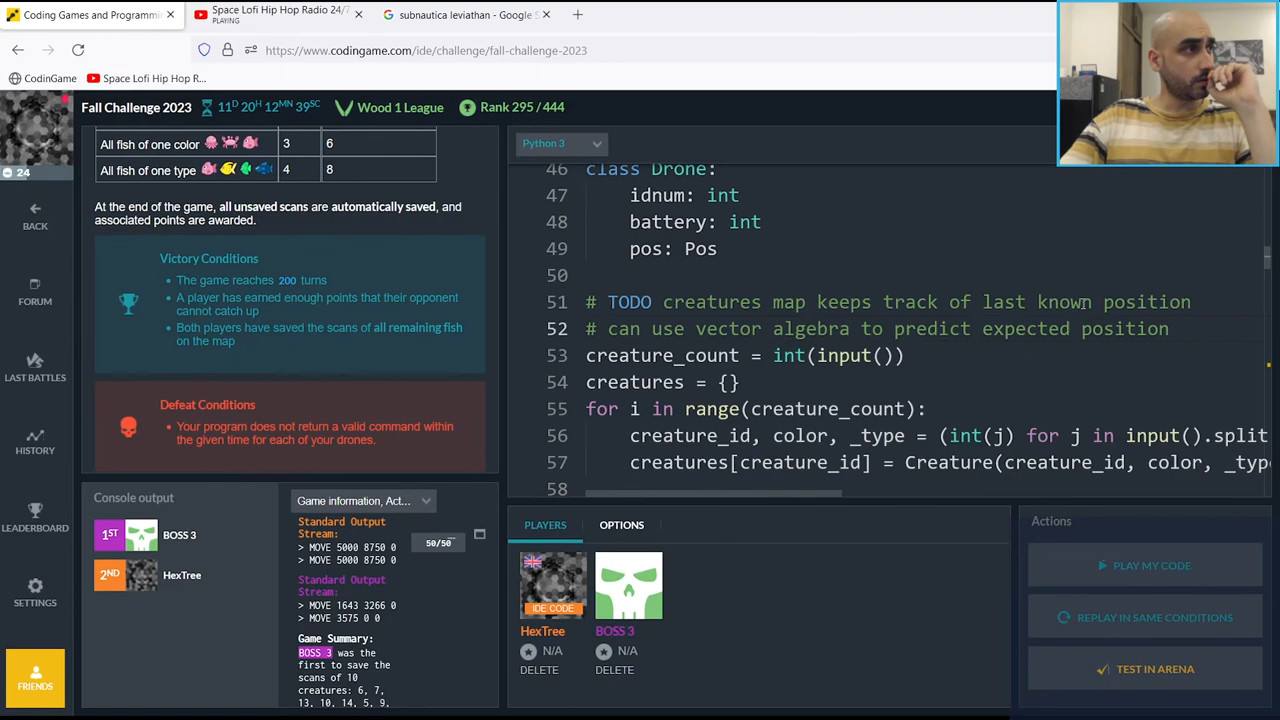 Coding Games and Programmin
Space Lofi Hip Hop Radio 24/7
PLAYING
subnautica leviathan - Google S
https://www.codingame.com/ide/challenge/fall-challenge-2023
CodinGame
Space Lofi Hip Hop R...
Fall Challenge 2023
11D 20H 12MN 39SC
Wood 1 League
Rank 295 / 444
24
BACK
FORUM
LAST BATTLES
HISTORY
LEADERBOARD
SETTINGS
FRIENDS
All fish of one color 3 6
All fish of one type 4 8
At the end of the game, all unsaved scans are automatically saved, and
associated points are awarded.
Victory Conditions
• The game reaches 200 turns
• A player has earned enough points that their opponent
cannot catch up
• Both players have saved the scans of all remaining fish
on the map
Defeat Conditions
• Your program does not return a valid command within
the given time for each of your drones.
Console output
1ST BOSS 3
2ND HexTree
Game information, Act...
Standard Output
Stream:
> MOVE 5000 8750 0
> MOVE 5000 8750 0
Standard Output
Stream:
> MOVE 1643 3266 0
> MOVE 3575 0 0
Game Summary:
BOSS 3 was the
first to save the
scans of 10
creatures: 6, 7,
13, 10, 14, 5, 9,
50/50
Python 3
46 class Drone:
47 idnum: int
48 battery: int
49 pos: Pos
50
51 # TODO creatures map keeps track of last known position
52 # can use vector algebra to predict expected position
53 creature_count = int(input())
54 creatures = {}
55 for i in range(creature_count):
56 creature_id, color, _type = (int(j) for j in input().split
57 creatures[creature_id] = Creature(creature_id, color, _type
58
PLAYERS
OPTIONS
IDE CODE
HexTree
N/A
DELETE
BOSS 3
N/A
DELETE
Actions
PLAY MY CODE
REPLAY IN SAME CONDITIONS
TEST IN ARENA